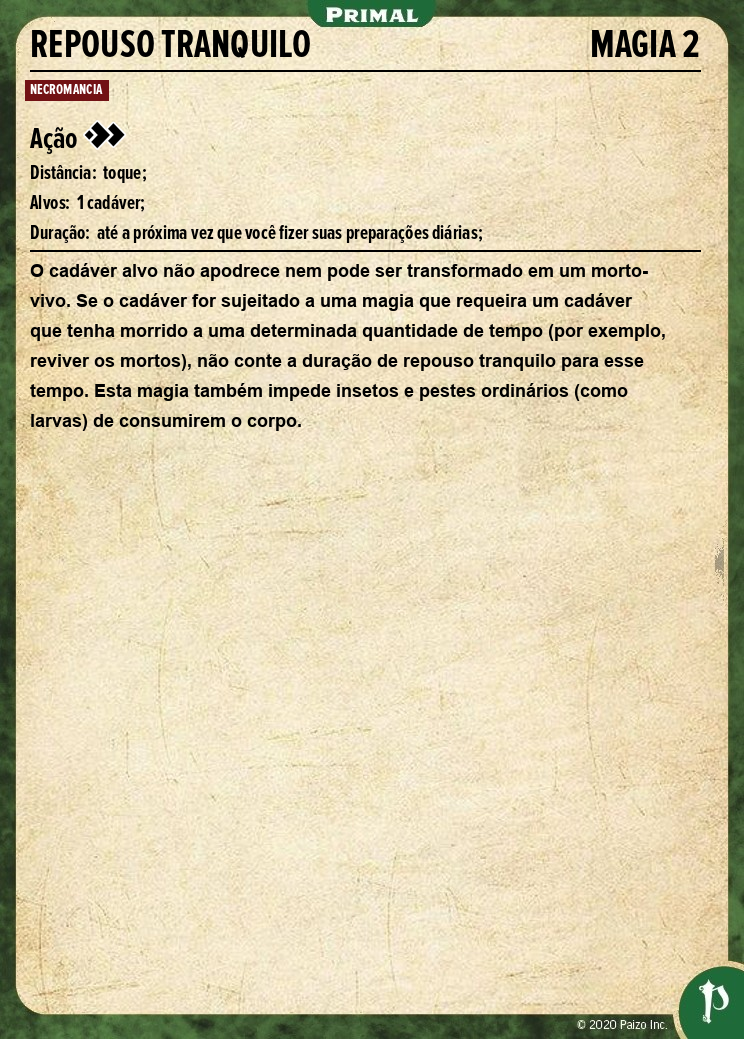 PRIMAL
REPOUSO TRANQUILO MAGIA 2
NECROMANCIA
Ação
Distância: toque;
Alvos: 1 cadáver;
Duração: até a próxima vez que você fizer suas preparações diárias;
O cadáver alvo não apodrece nem pode ser transformado em um morto-
vivo. Se o cadáver for sujeitado a uma magia que requeira um cadáver
que tenha morrido a uma determinada quantidade de tempo (por exemplo,
reviver os mortos), não conte a duração de repouso tranquilo para esse
tempo. Esta magia também impede insetos e pestes ordinários (como
larvas) de consumirem o corpo.
© 2020 Paizo Inc.